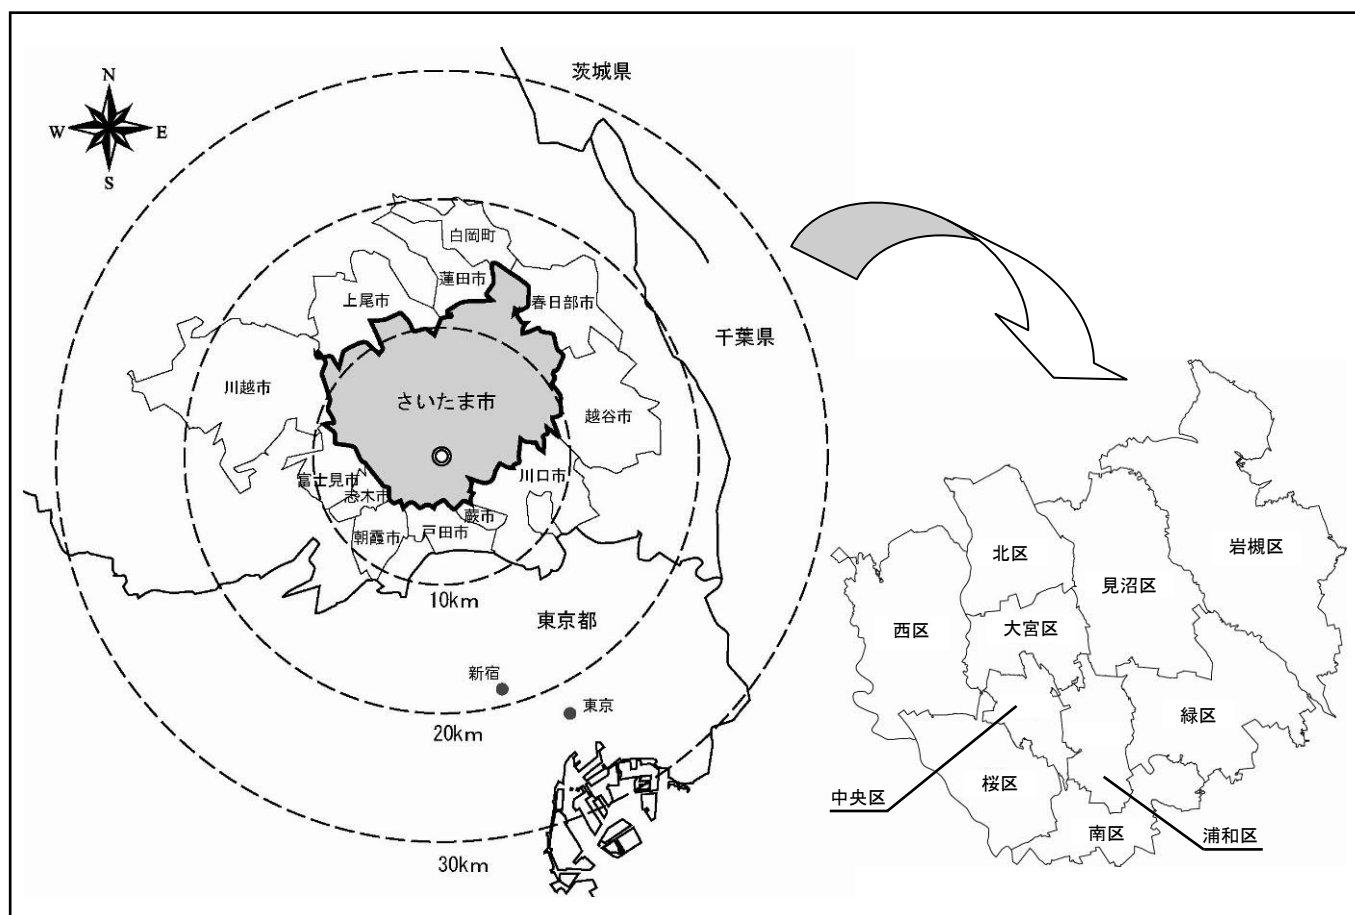 茨城県
N
W
E
S
白岡町
蓮田市
上尾市
春日部市
千葉県
川越市
さいたま市
越谷市
富士見市
川口市
志木市
蕨市
朝霞市
戸田市
10km
東京都
新宿
東京
20km
30km
岩槻区
北区
見沼区
西区
大宮区
緑区
桜区
中央区
南区
浦和区